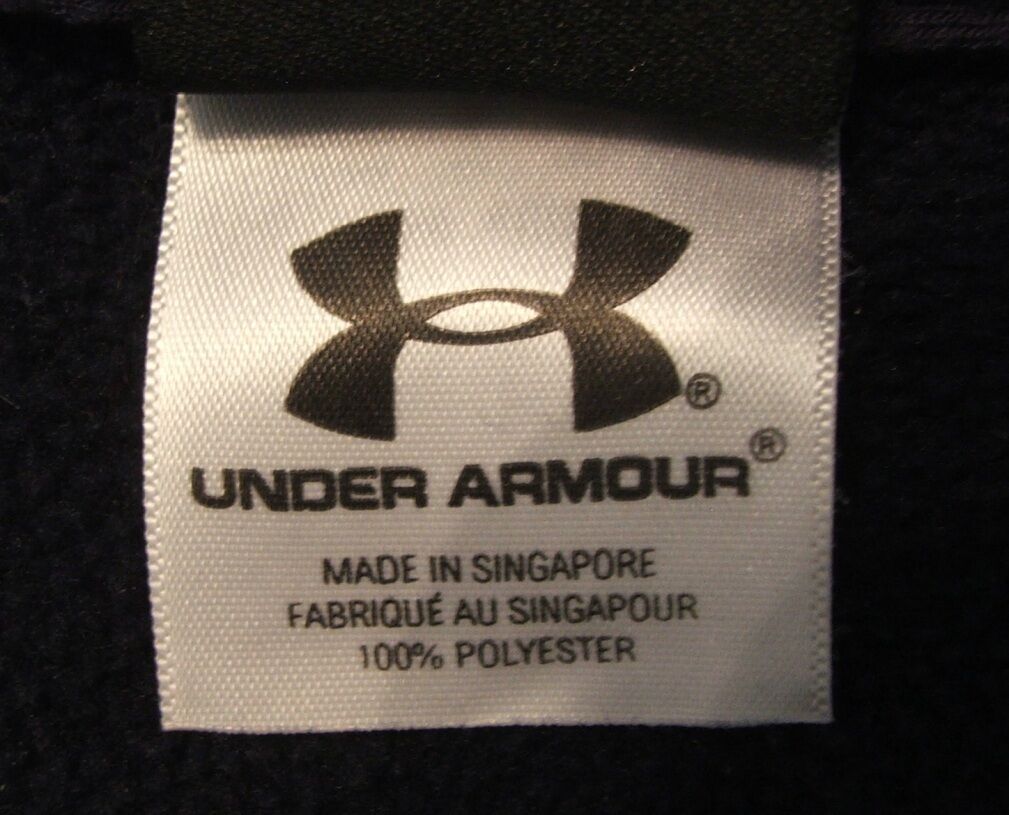 ®
UNDER ARMOUR®
MADE IN SINGAPORE
FABRIQUÉ AU SINGAPOUR
100% POLYESTER